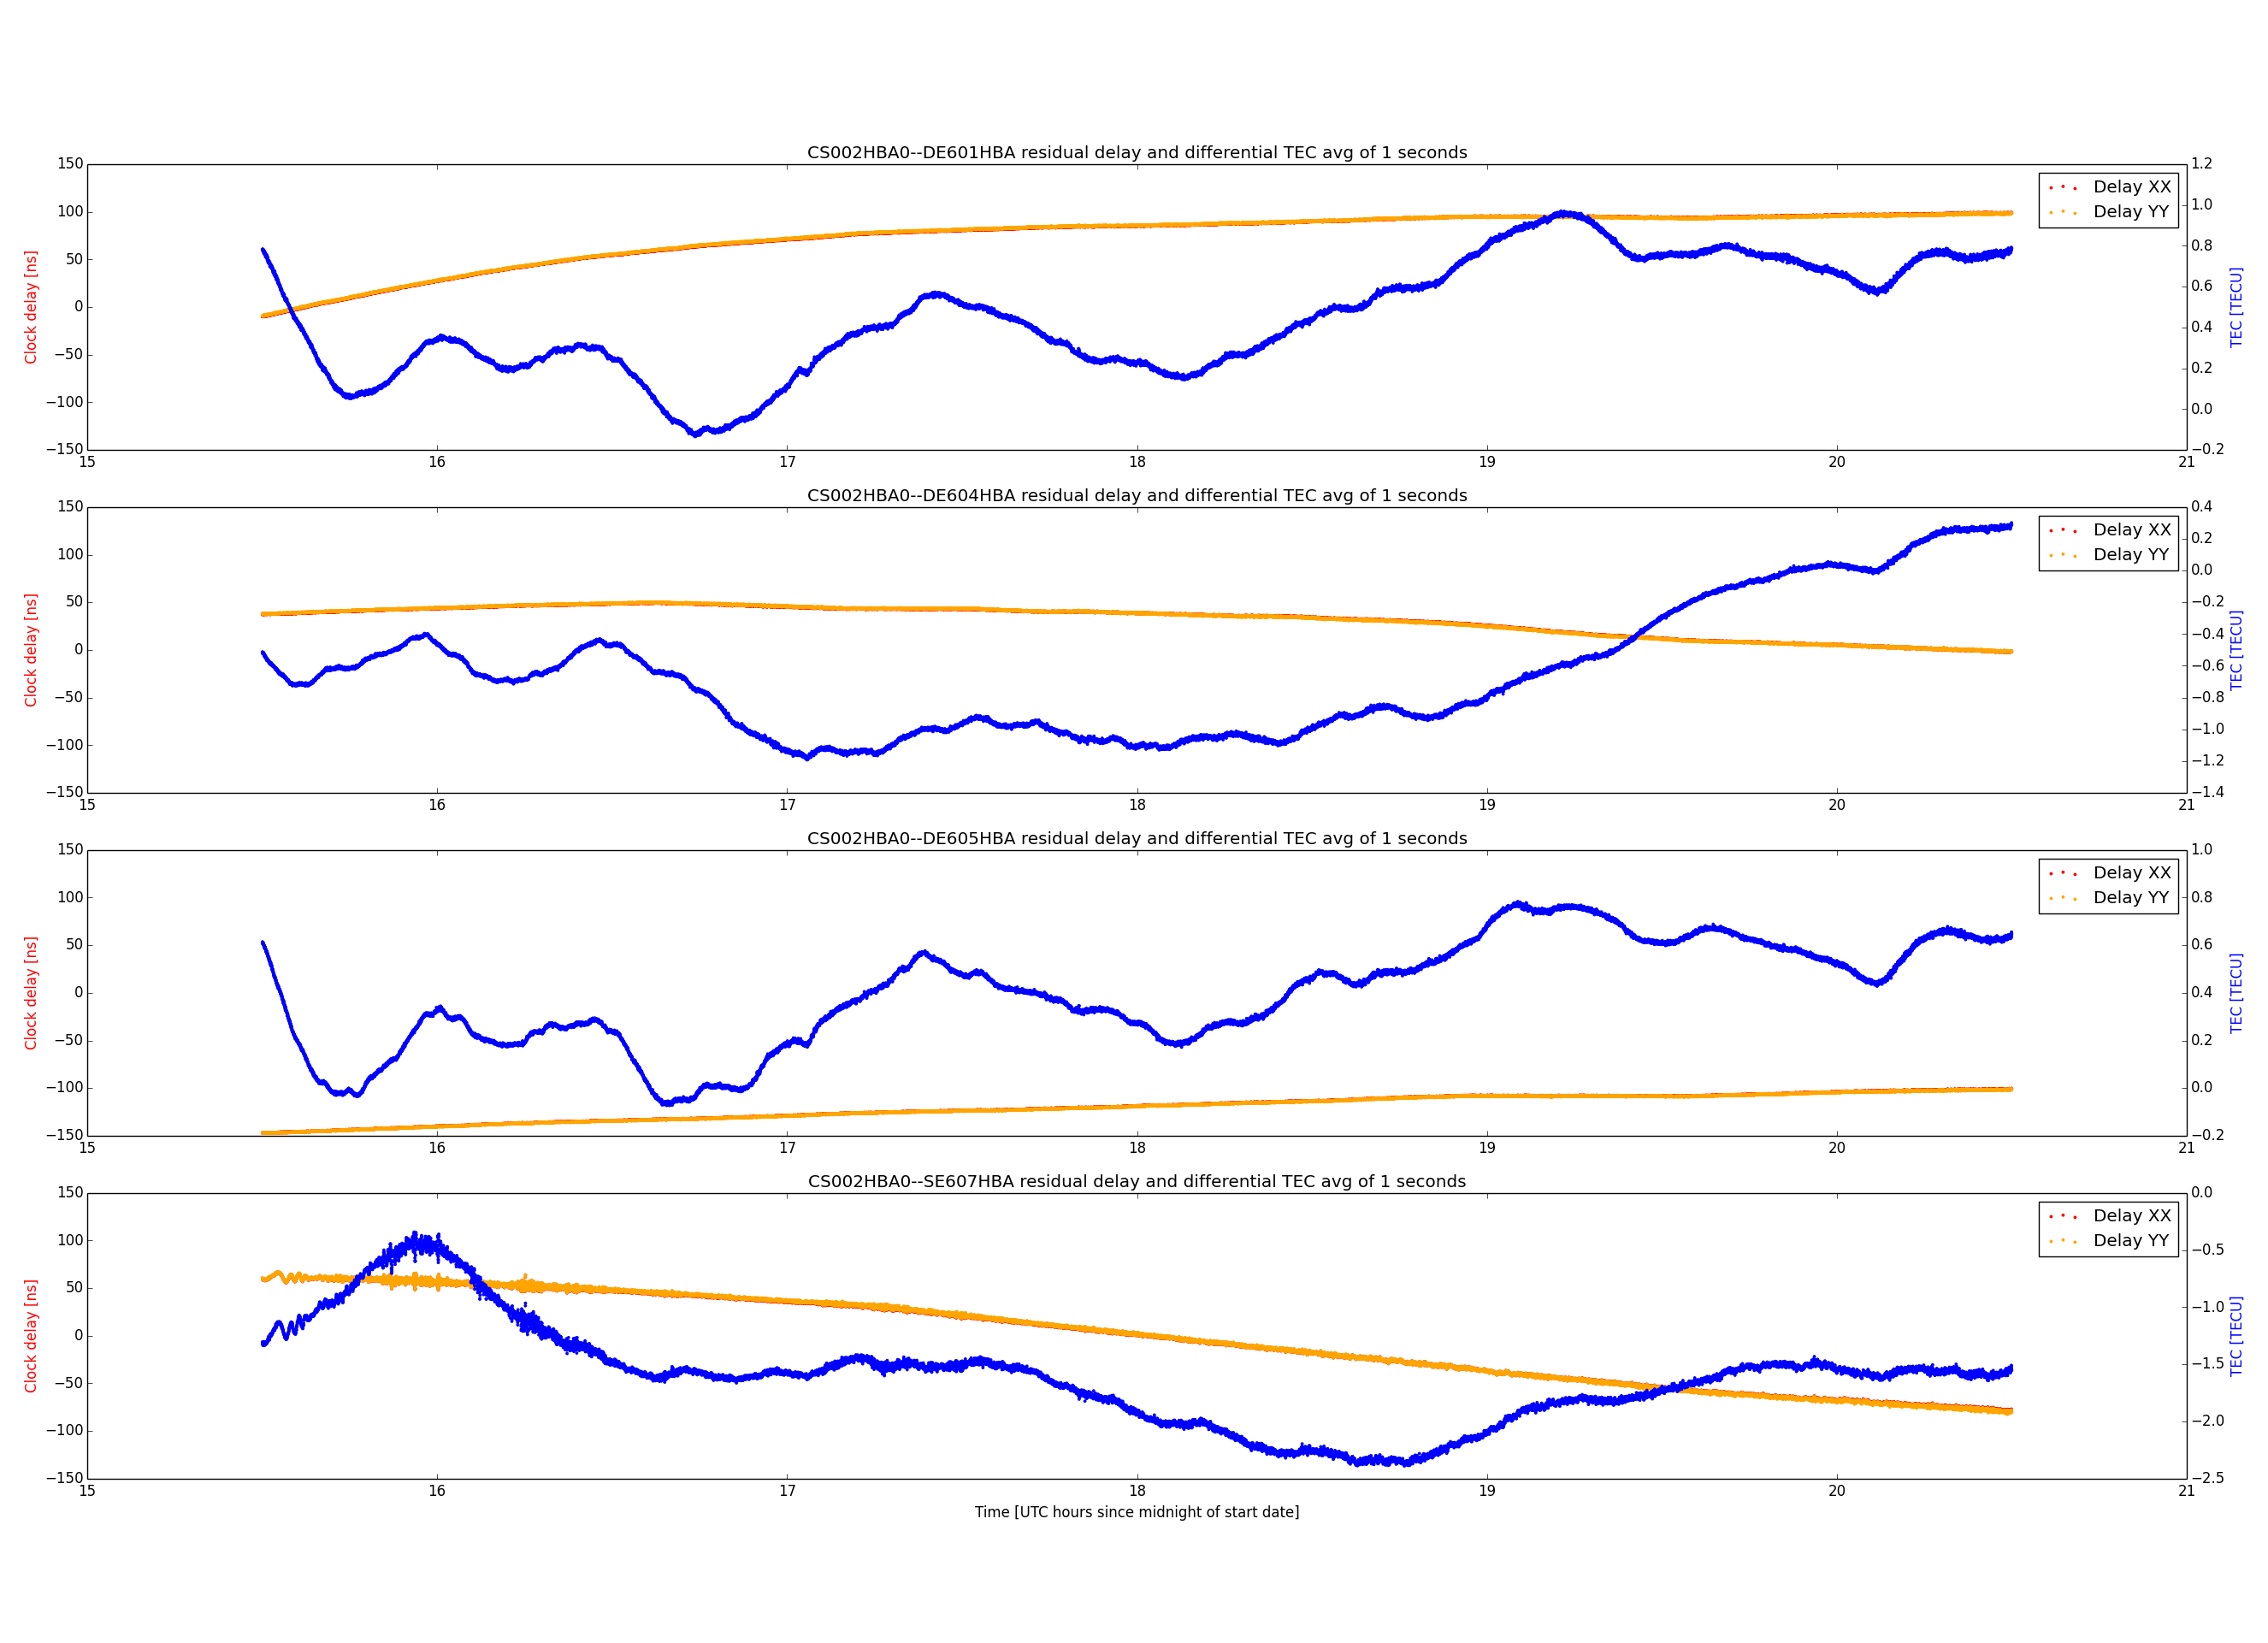 CS002HBA0--DE601HBA residual delay and differential TEC avg of 1 seconds
150
100
50
0
−50
−100
−150
Clock delay [ns]
1.2
1.0
0.8
0.6
0.4
0.2
0.0
−0.2
TEC [TECU]
Delay XX
Delay YY
15 16 17 18 19 20 21
CS002HBA0--DE604HBA residual delay and differential TEC avg of 1 seconds
150
100
50
0
−50
−100
−150
Clock delay [ns]
0.4
0.2
0.0
−0.2
−0.4
−0.6
−0.8
−1.0
−1.2
−1.4
TEC [TECU]
Delay XX
Delay YY
15 16 17 18 19 20 21
CS002HBA0--DE605HBA residual delay and differential TEC avg of 1 seconds
150
100
50
0
−50
−100
−150
Clock delay [ns]
1.0
0.8
0.6
0.4
0.2
0.0
−0.2
TEC [TECU]
Delay XX
Delay YY
15 16 17 18 19 20 21
CS002HBA0--SE607HBA residual delay and differential TEC avg of 1 seconds
150
100
50
0
−50
−100
−150
Clock delay [ns]
0.0
−0.5
−1.0
−1.5
−2.0
−2.5
TEC [TECU]
Delay XX
Delay YY
15 16 17 18 19 20 21
Time [UTC hours since midnight of start date]